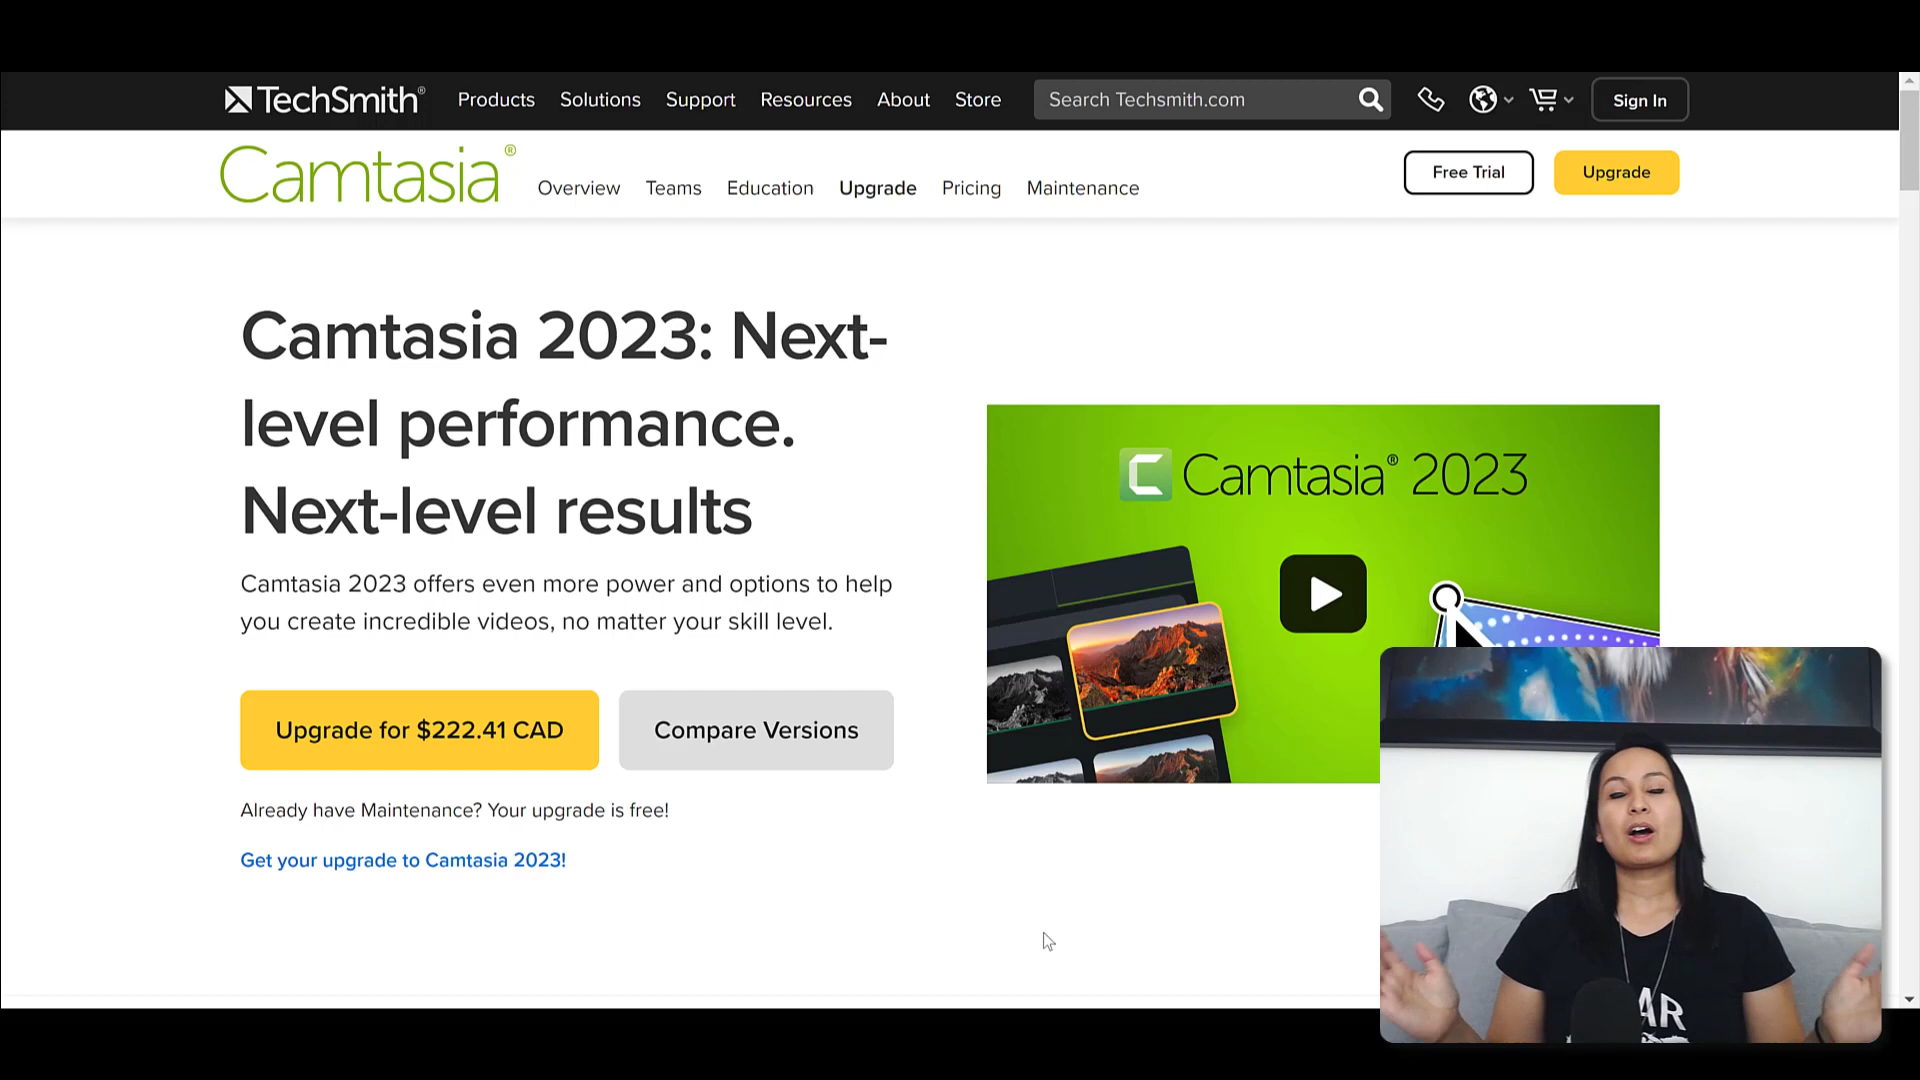 TechSmith®
Products Solutions Support Resources About Store
Search Techsmith.com
Sign In
Camtasia®
Overview Teams Education Upgrade Pricing Maintenance
Free Trial
Upgrade
Camtasia 2023: Next-
level performance.
Next-level results
Camtasia 2023 offers even more power and options to help
you create incredible videos, no matter your skill level.
Upgrade for $222.41 CAD
Compare Versions
Already have Maintenance? Your upgrade is free!
Get your upgrade to Camtasia 2023!
Camtasia® 2023